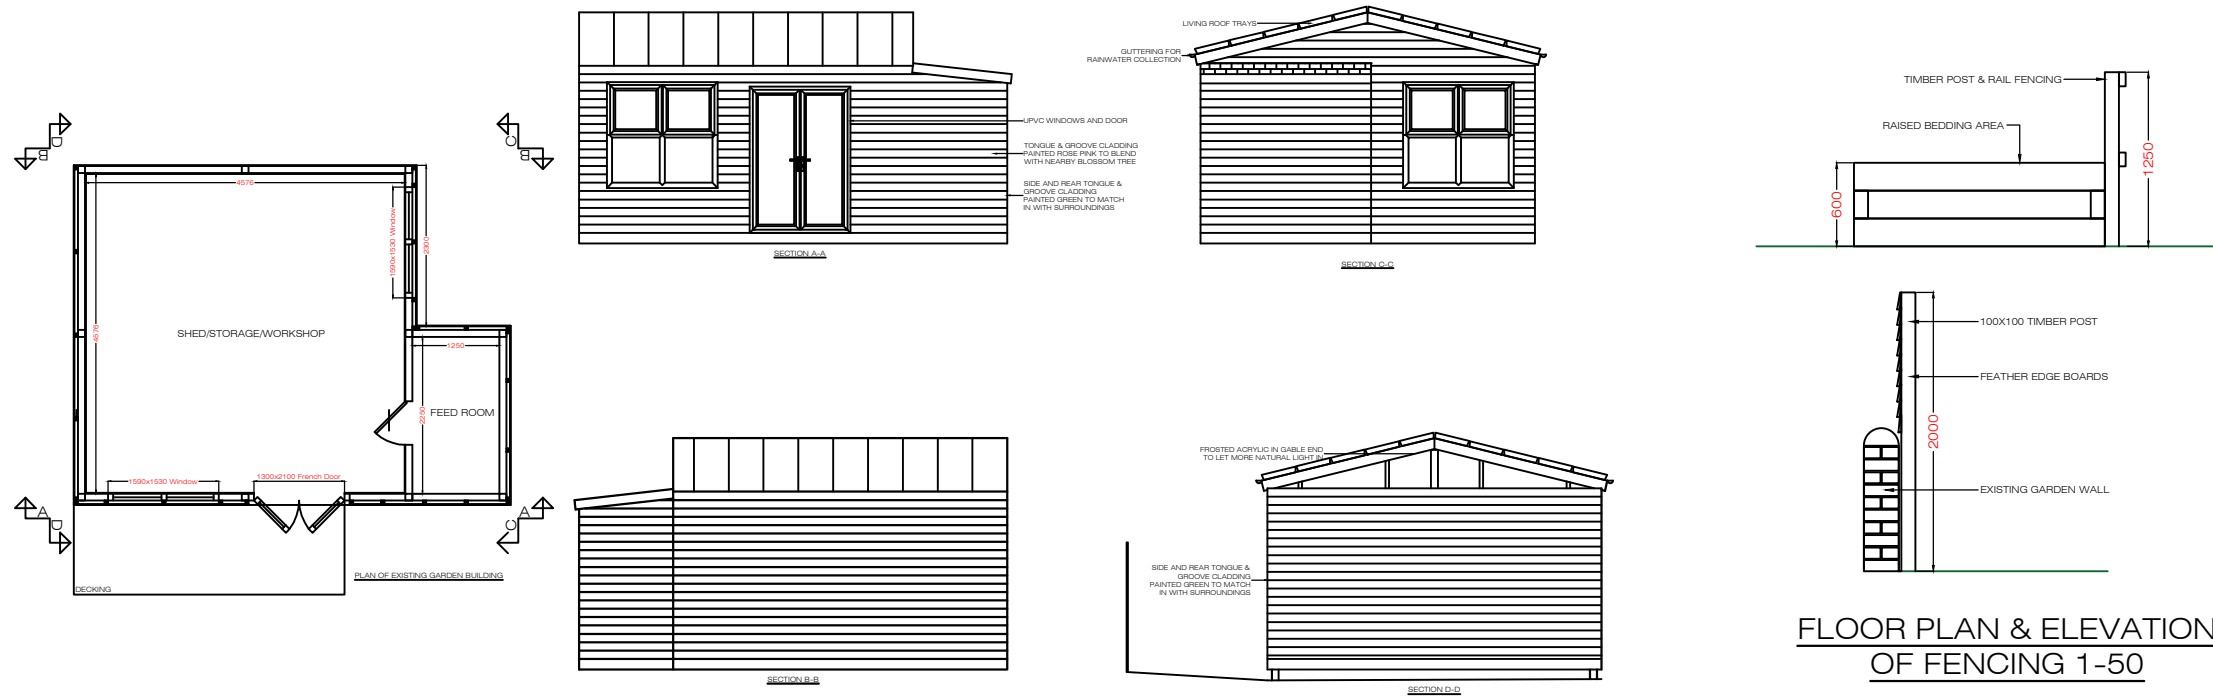 D
B
C
B
4576
1590x1530 Window
2300
4576
SHED/STORAGE/WORKSHOP
1250
2250
FEED ROOM
1590x1530 Window
1300x2100 French Door
A
D
A
C
PLAN OF EXISTING GARDEN BUILDING
DECKING
UPVC WINDOWS AND DOOR
TONGUE & GROOVE CLADDING
PAINTED ROSE PINK TO BLEND
WITH NEARBY BLOSSOM TREE
SIDE AND REAR TONGUE &
GROOVE CLADDING
PAINTED GREEN TO MATCH
IN WITH SURROUNDINGS
SECTION A-A
LIVING ROOF TRAYS
GUTTERING FOR
RAINWATER COLLECTION
SECTION C-C
SECTION B-B
FROSTED ACRYLIC IN GABLE END
TO LET MORE NATURAL LIGHT IN
SIDE AND REAR TONGUE &
GROOVE CLADDING
PAINTED GREEN TO MATCH
IN WITH SURROUNDINGS
SECTION D-D
TIMBER POST & RAIL FENCING
RAISED BEDDING AREA
600
1250
100X100 TIMBER POST
FEATHER EDGE BOARDS
2000
EXISTING GARDEN WALL
FLOOR PLAN & ELEVATION
OF FENCING 1-50